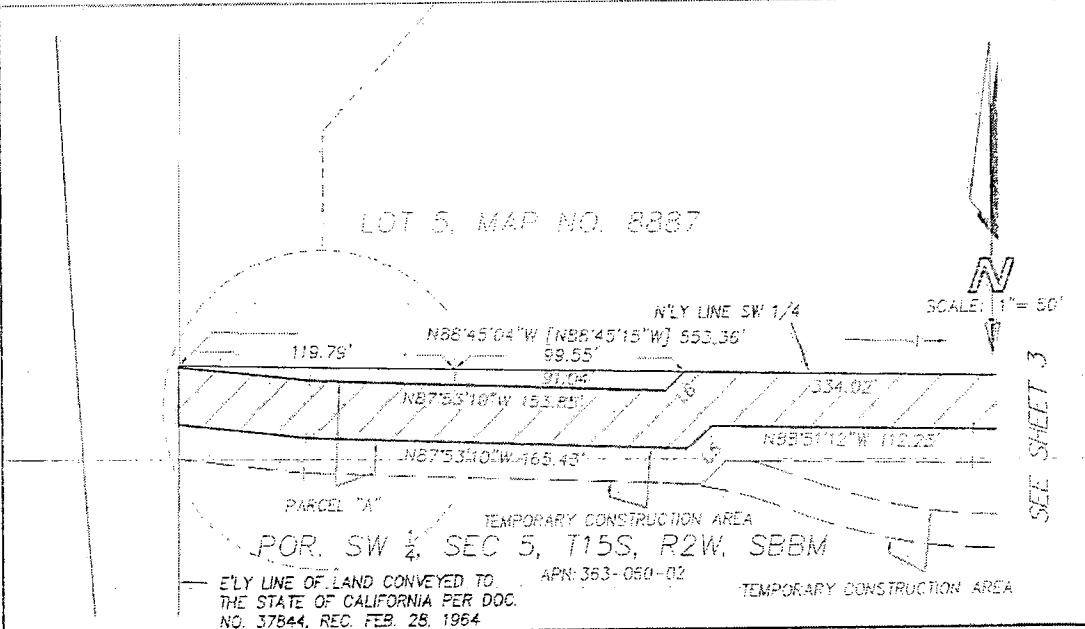 LOT 5, MAP NO. 8887
N
SCALE: 1"= 50'
N'LY LINE SW 1/4
N88°45'04"W [N88°45'15"W] 553.36'
119.79'
99.55'
91.04'
334.02'
N87°53'10"W 153.85'
N87°53'10"W 165.43'
N88°51'12"W 112.23'
SEE SHEET 3
PARCEL "A"
TEMPORARY CONSTRUCTION AREA
POR. SW 1/4, SEC 5, T15S, R2W, SBBM
APN: 363-050-02
TEMPORARY CONSTRUCTION AREA
E'LY LINE OF LAND CONVEYED TO
THE STATE OF CALIFORNIA PER DOC.
NO. 37844, REC. FEB. 28, 1964